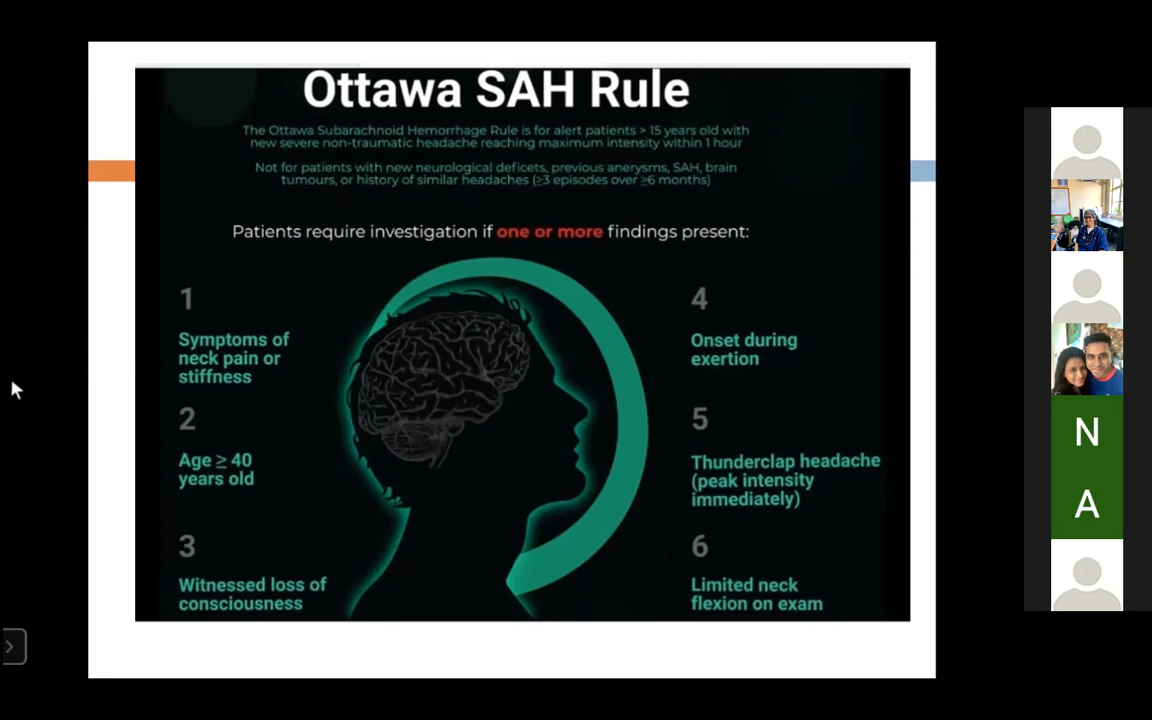 Ottawa SAH Rule
The Ottawa Subarachnoid Hemorrhage Rule is for alert patients > 15 years old with
new severe non-traumatic headache reaching maximum intensity within 1 hour
Not for patients with new neurological deficets, previous anerysms, SAH, brain
tumours, or history of similar headaches (≥3 episodes over ≥6 months)
Patients require investigation if one or more findings present:
1
Symptoms of
neck pain or
stiffness
2
Age ≥ 40
years old
3
Witnessed loss of
consciousness
4
Onset during
exertion
5
Thunderclap headache
(peak intensity
immediately)
6
Limited neck
flexion on exam
N
A